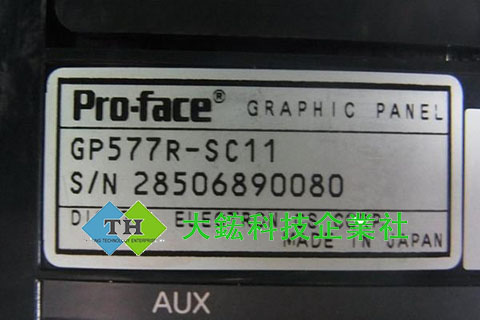 Pro-face® GRAPHIC PANEL
GP577R-SC11
S/N 28506890080
TH 大鋐科技企業社
MADE IN JAPAN
AUX